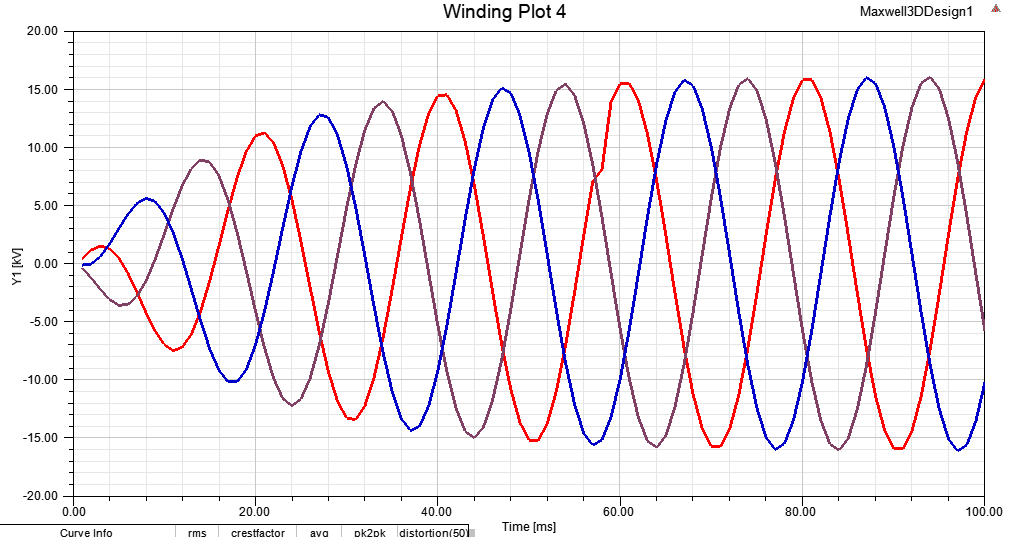 Winding Plot 4
Maxwell3DDesign1
20.00
15.00
10.00
5.00
0.00
-5.00
-10.00
-15.00
-20.00
Y1 [kV]
0.00 20.00 40.00 60.00 80.00 100.00
Time [ms]
Curve Info rms crestfactor avg pk2pk distortion(50)